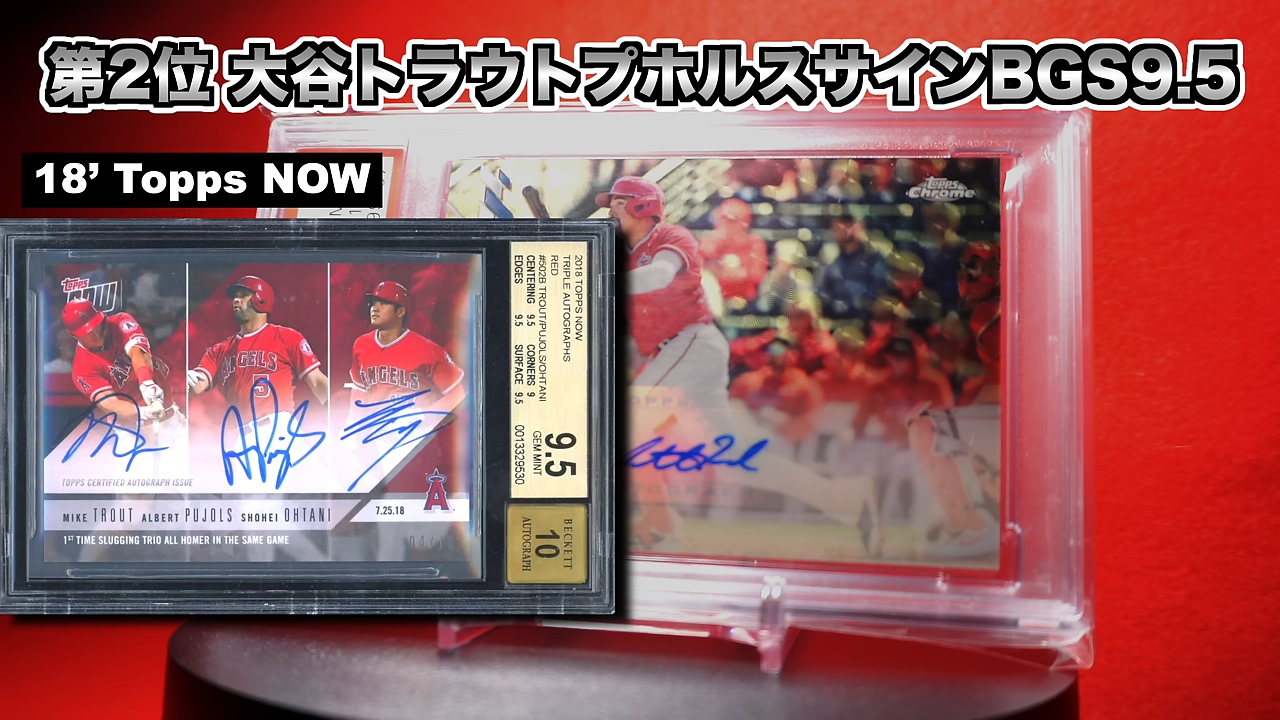 第2位 大谷トラウトプホルスサインBGS9.5
18’ Topps NOW
Topps
NOW
ANGELS
5
ANGELS
TOPPS CERTIFIED AUTOGRAPH ISSUE
MIKE TROUT ALBERT PUJOLS SHOHEI OHTANI
7.25.18
1ST TIME SLUGGING TRIO ALL HOMER IN THE SAME GAME
2018 TOPPS NOW
TRIPLE AUTOGRAPHS
#502B TROUT/PUJOLS/OHTANI
RED
CENTERING 9.5 CORNERS 9
EDGES 9.5 SURFACE 9.5
9.5
GEM MINT
0013329530
BECKETT
10
AUTOGRAPH
Topps
Chrome